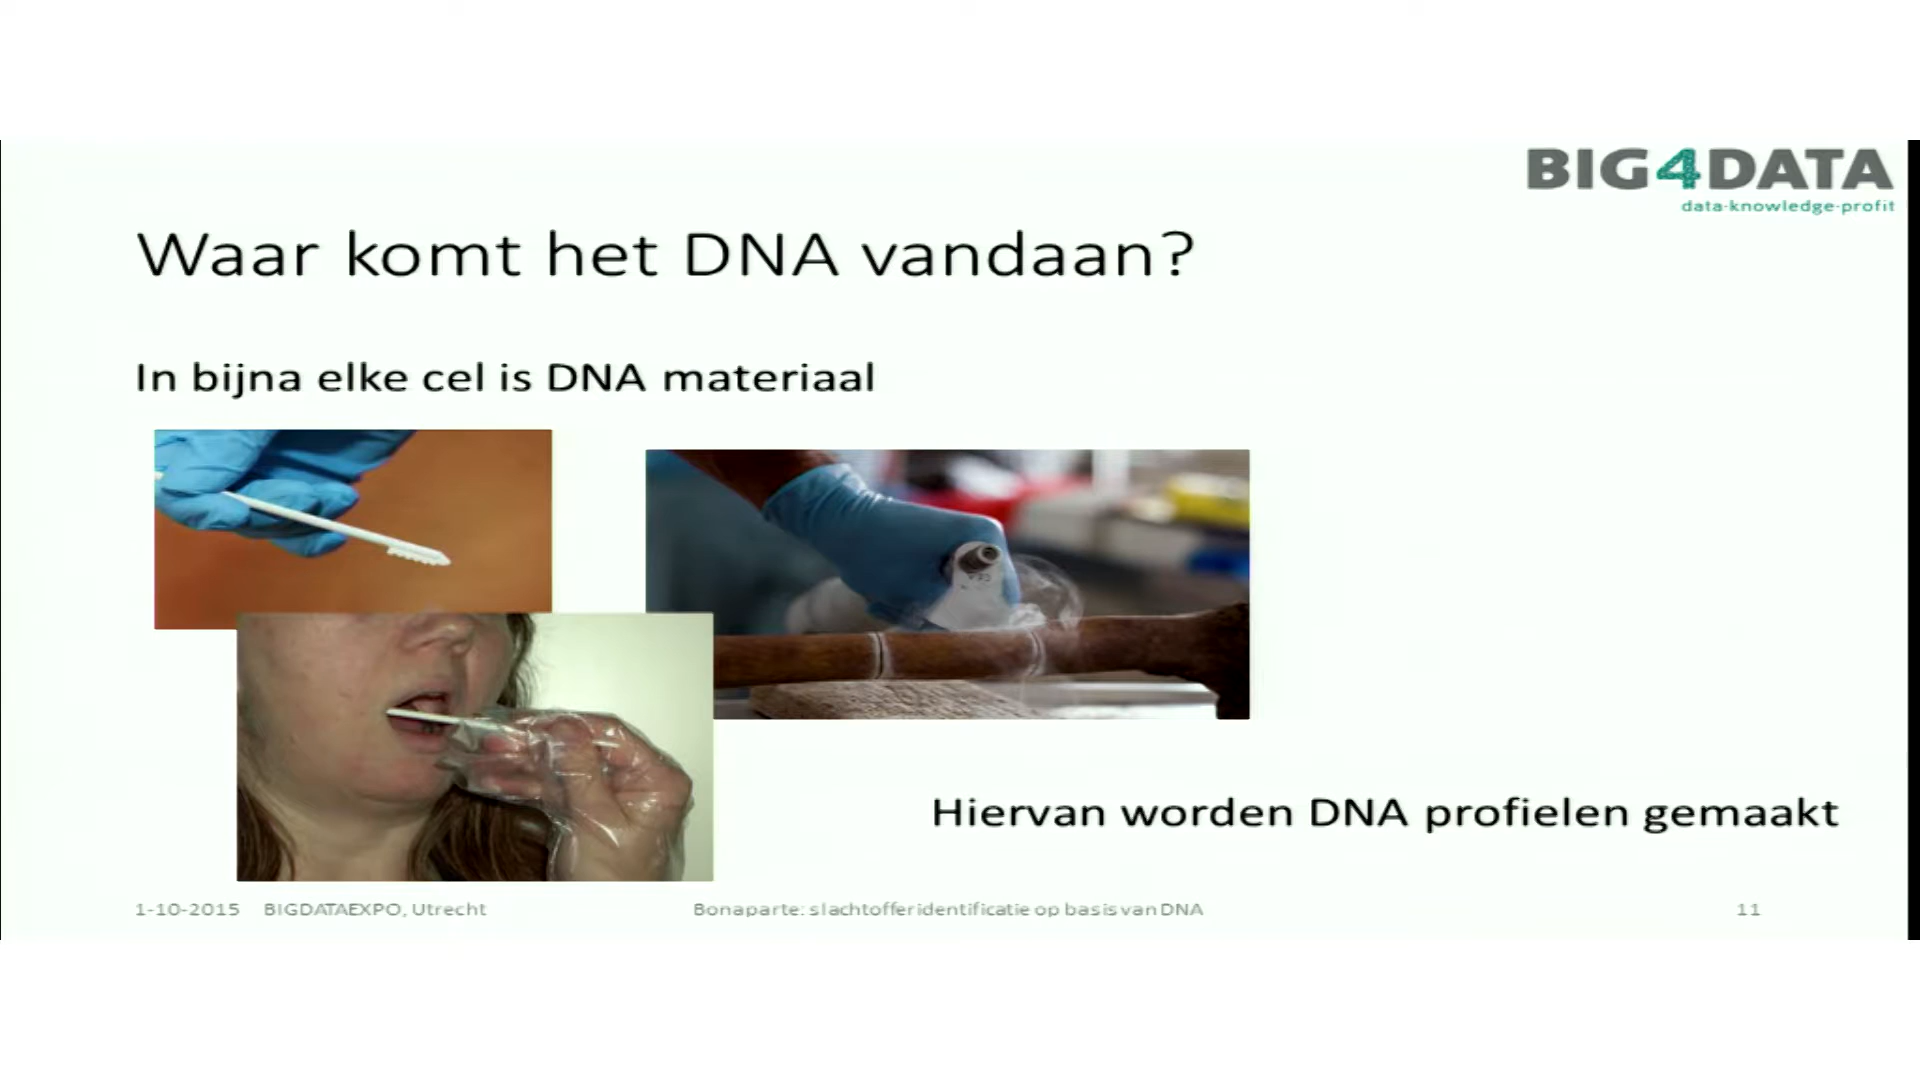 BIG4DATA
data-knowledge-profit
Waar komt het DNA vandaan?
In bijna elke cel is DNA materiaal
Hiervan worden DNA profielen gemaakt
1-10-2015 BIGDATAEXPO, Utrecht Bonaparte: slachtofferidentificatie op basis van DNA 11